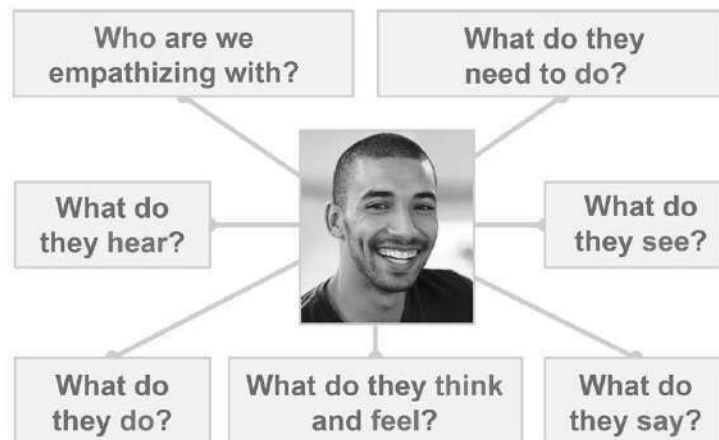 Who are we
empathizing with?
What do they
need to do?
What do
they hear?
What do
they see?
What do
they do?
What do they think
and feel?
What do
they say?